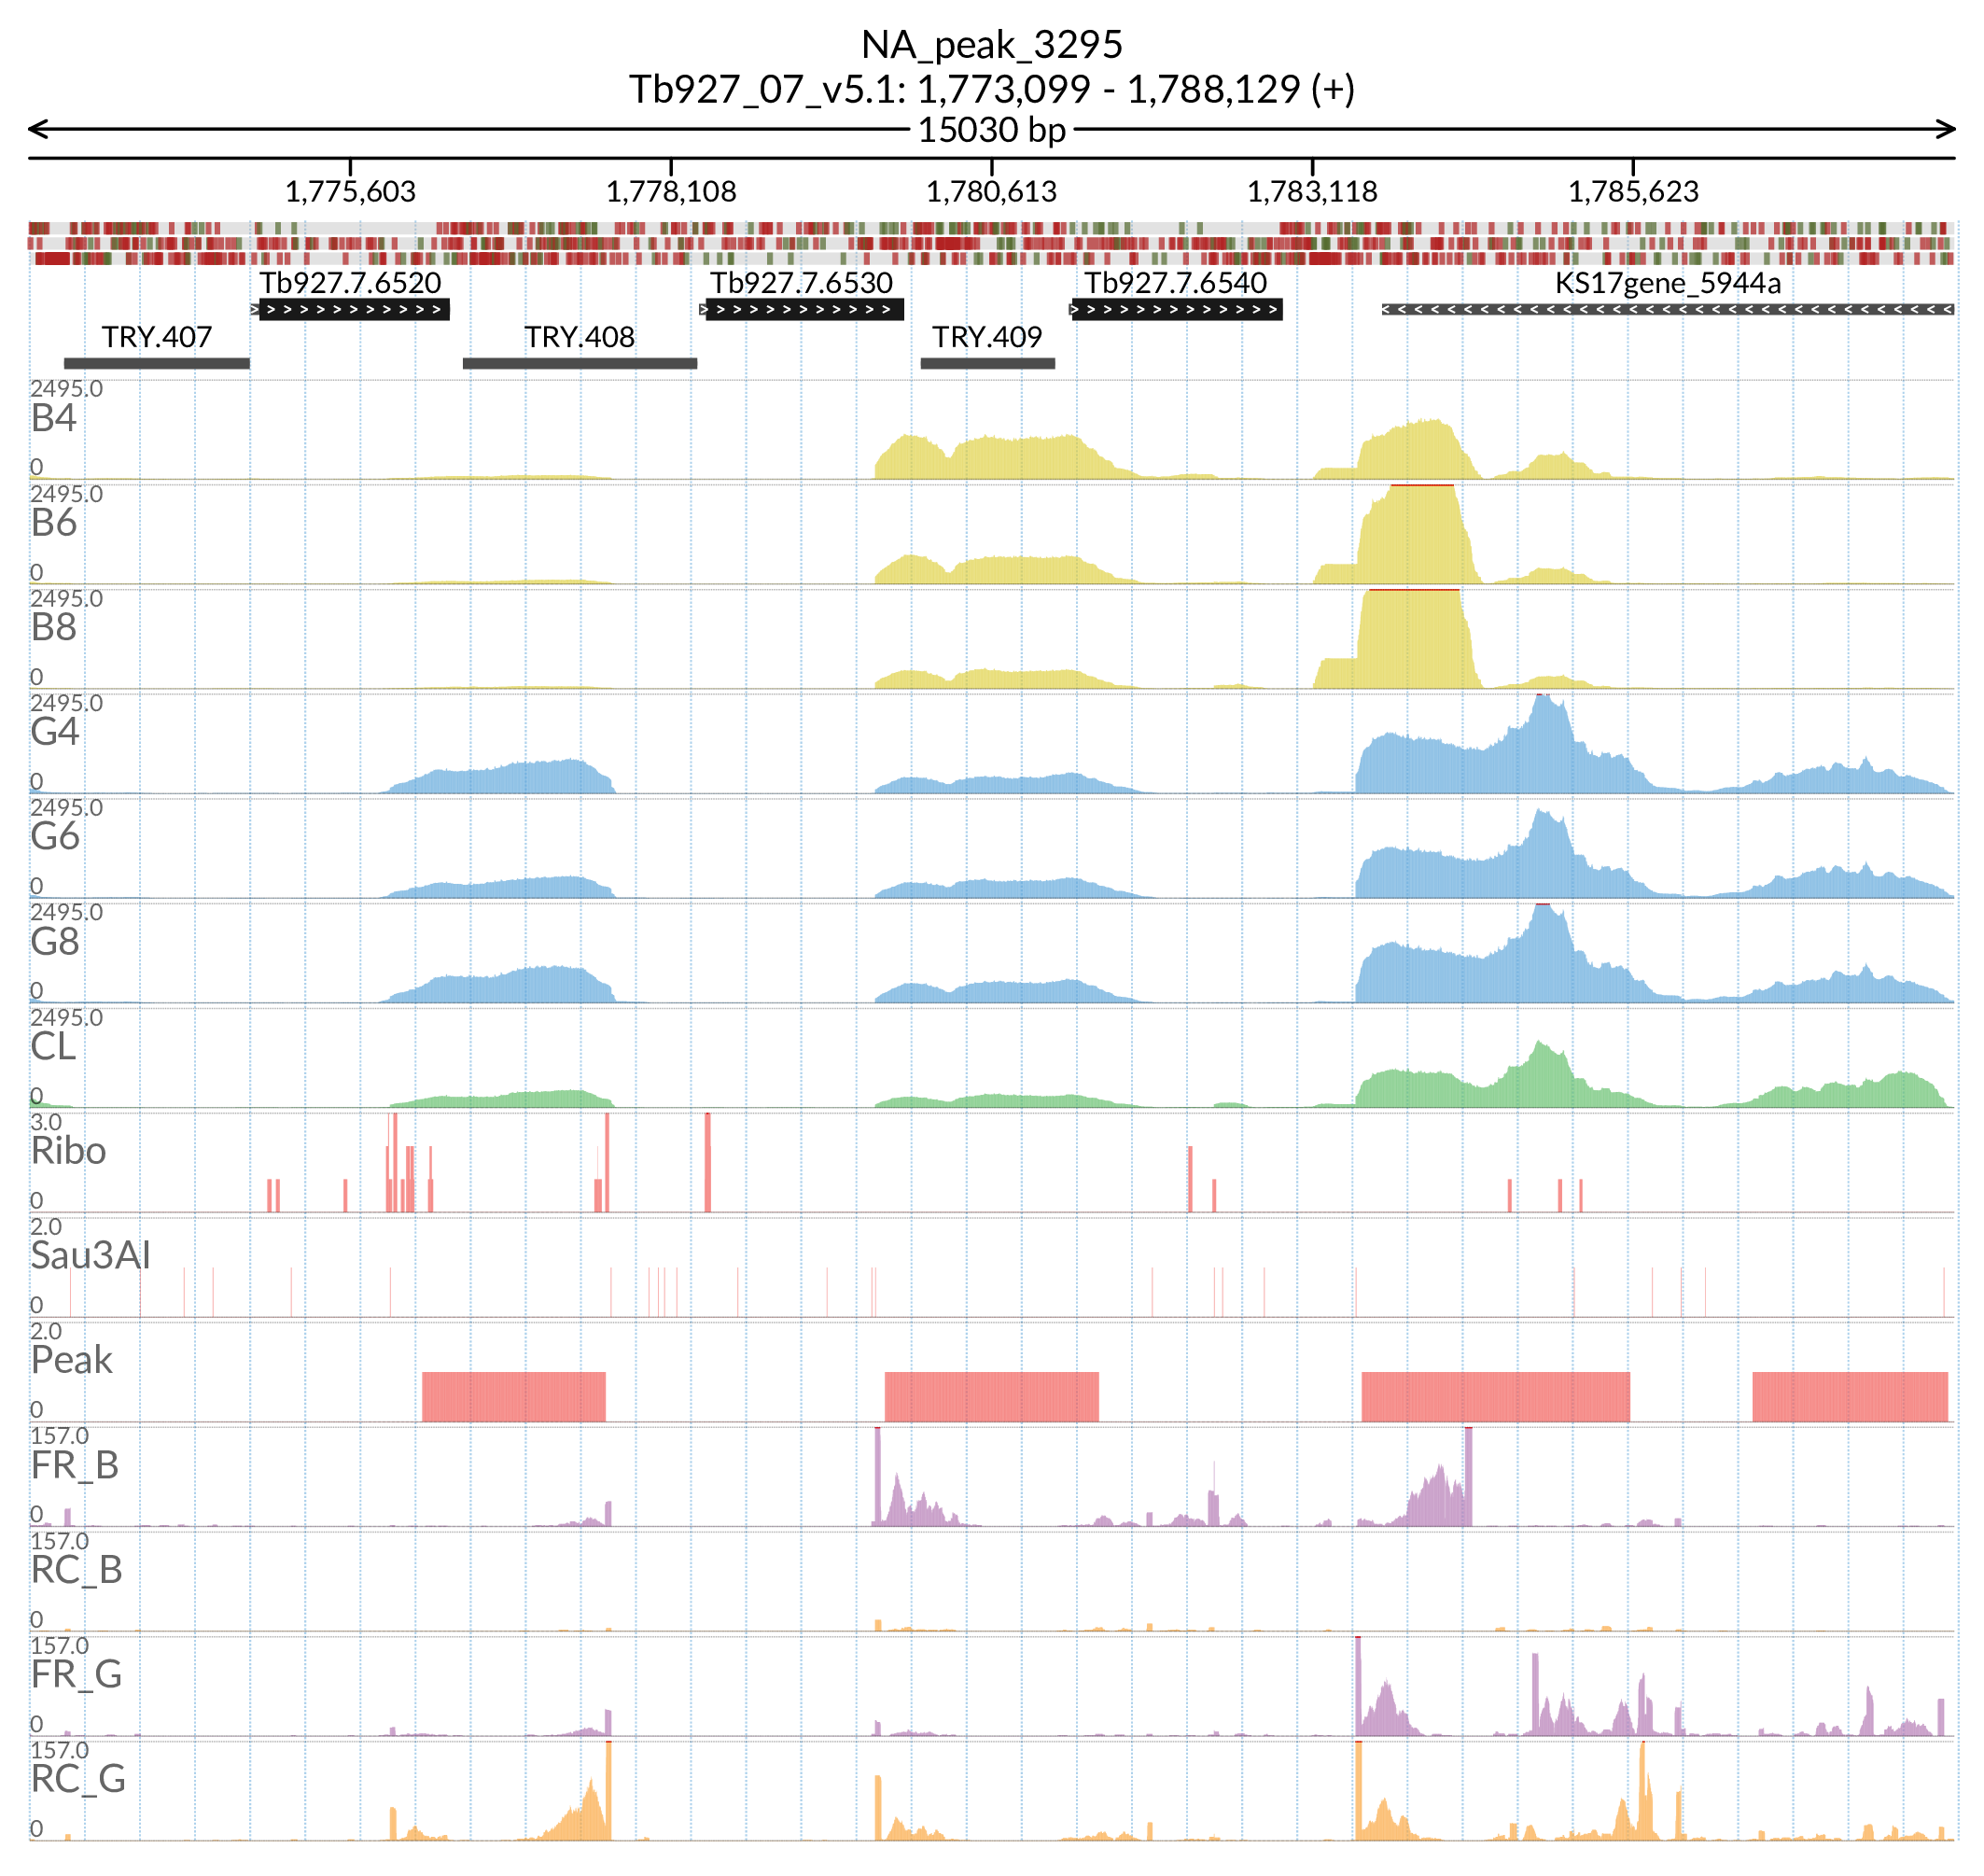 NA_peak_3295
Tb927_07_v5.1: 1,773,099 - 1,788,129 (+)
15030 bp
1,775,603 1,778,108 1,780,613 1,783,118 1,785,623
Tb927.7.6520 Tb927.7.6530 Tb927.7.6540 KS17gene_5944a
TRY.407 TRY.408 TRY.409
2495.0
B4
0
2495.0
B6
0
2495.0
B8
0
2495.0
G4
0
2495.0
G6
0
2495.0
G8
0
2495.0
CL
0
3.0
Ribo
0
2.0
Sau3AI
0
2.0
Peak
0
157.0
FR_B
0
157.0
RC_B
0
157.0
FR_G
0
157.0
RC_G
0